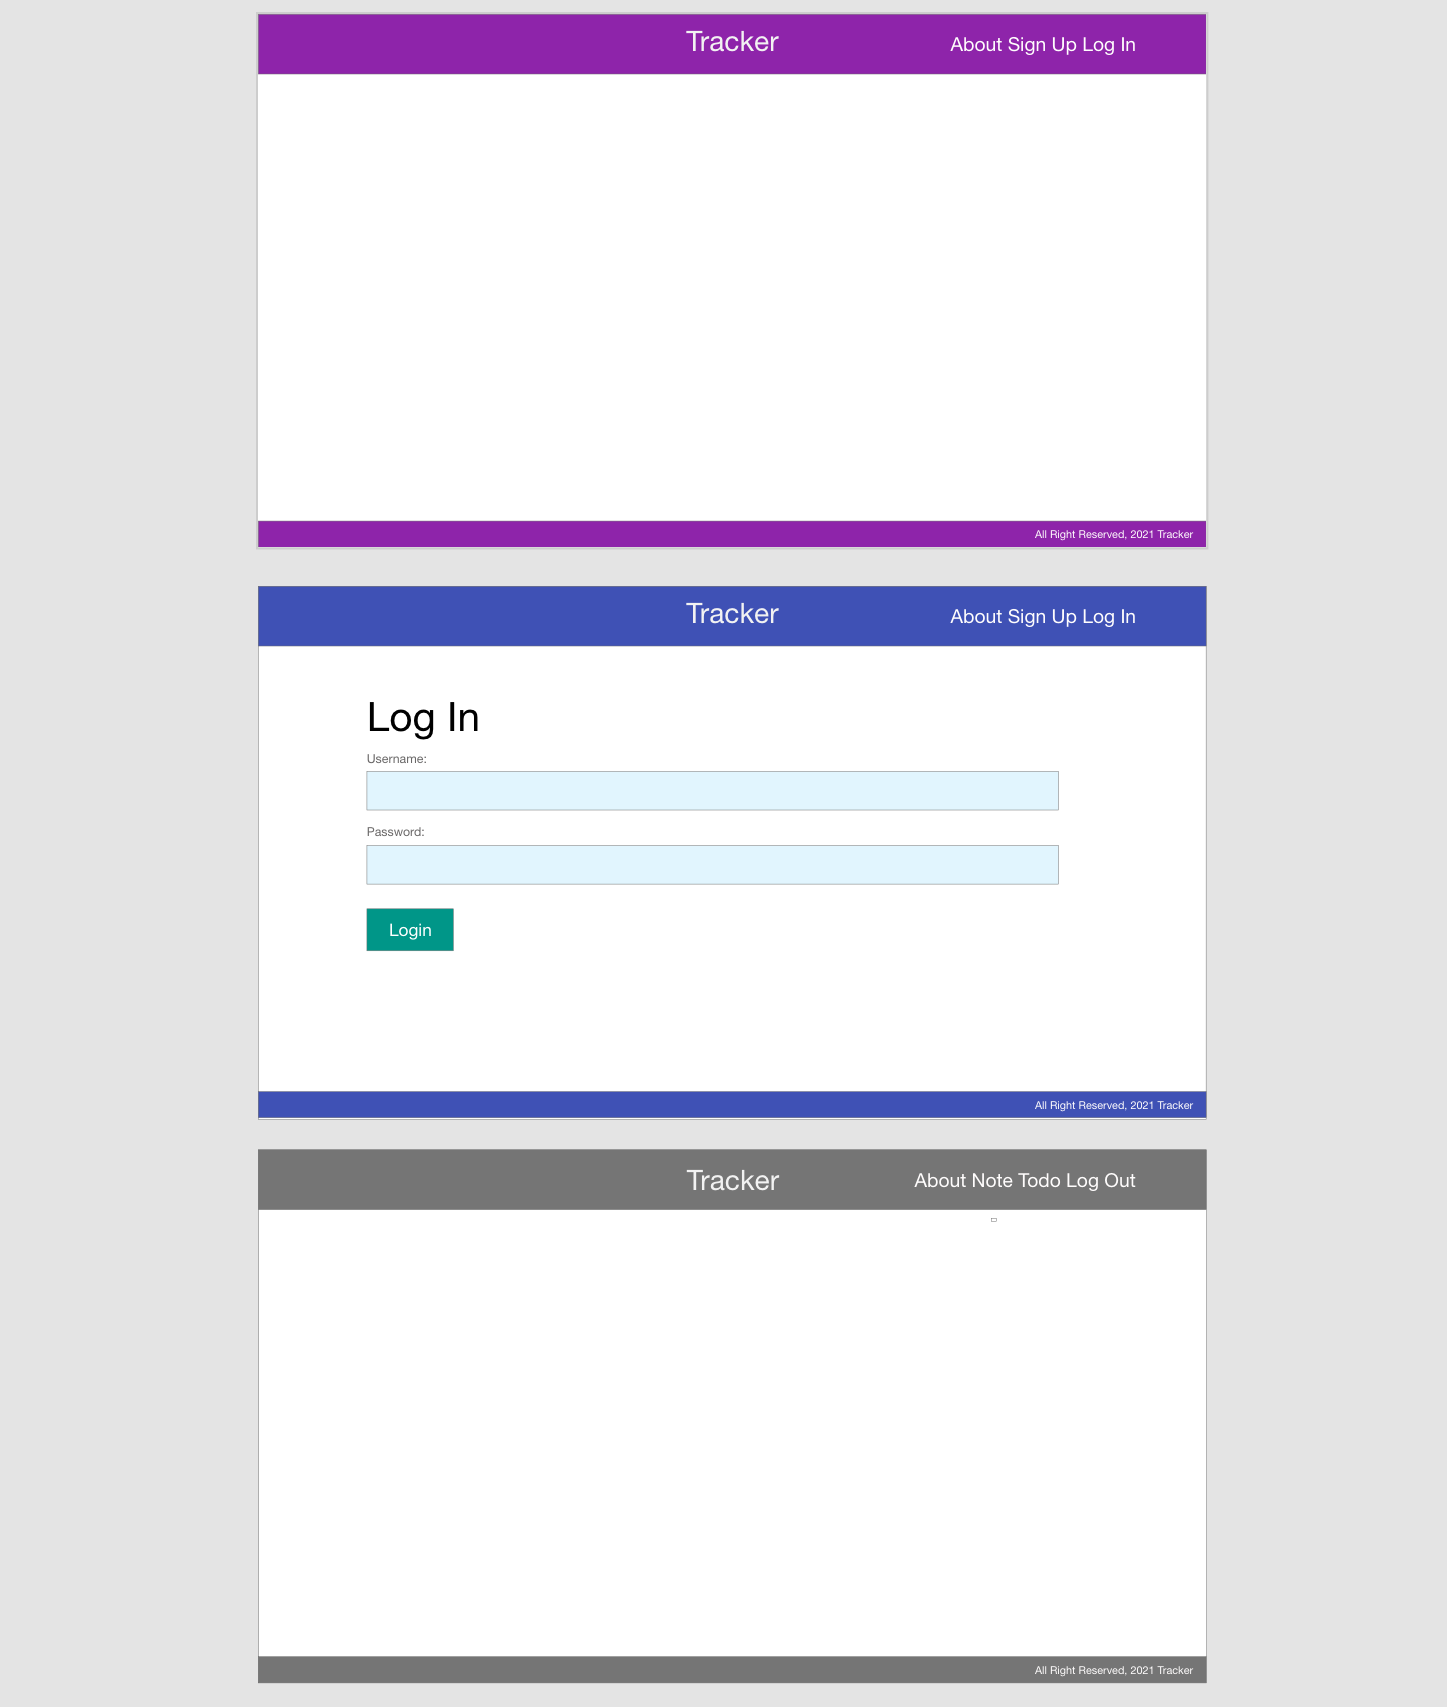 Tracker
About Sign Up Log In
All Right Reserved, 2021 Tracker
Tracker
About Sign Up Log In
Log In
Username:
Password:
Login
All Right Reserved, 2021 Tracker
Tracker
About Note Todo Log Out
All Right Reserved, 2021 Tracker